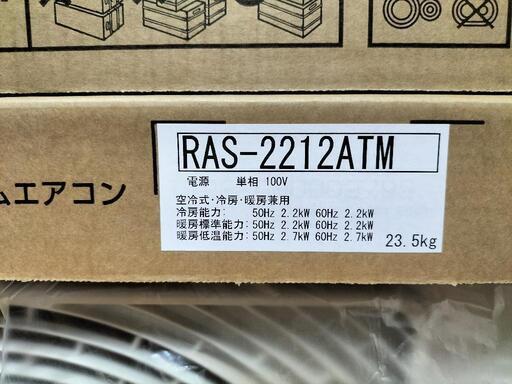 RAS-2212ATM
電源 単相 100V
ムエアコン
空冷式・冷房・暖房兼用
冷房能力: 50Hz 2.2kW 60Hz 2.2kW
暖房標準能力: 50Hz 2.2kW 60Hz 2.2kW
暖房低温能力: 50Hz 2.7kW 60Hz 2.7kW 23.5kg